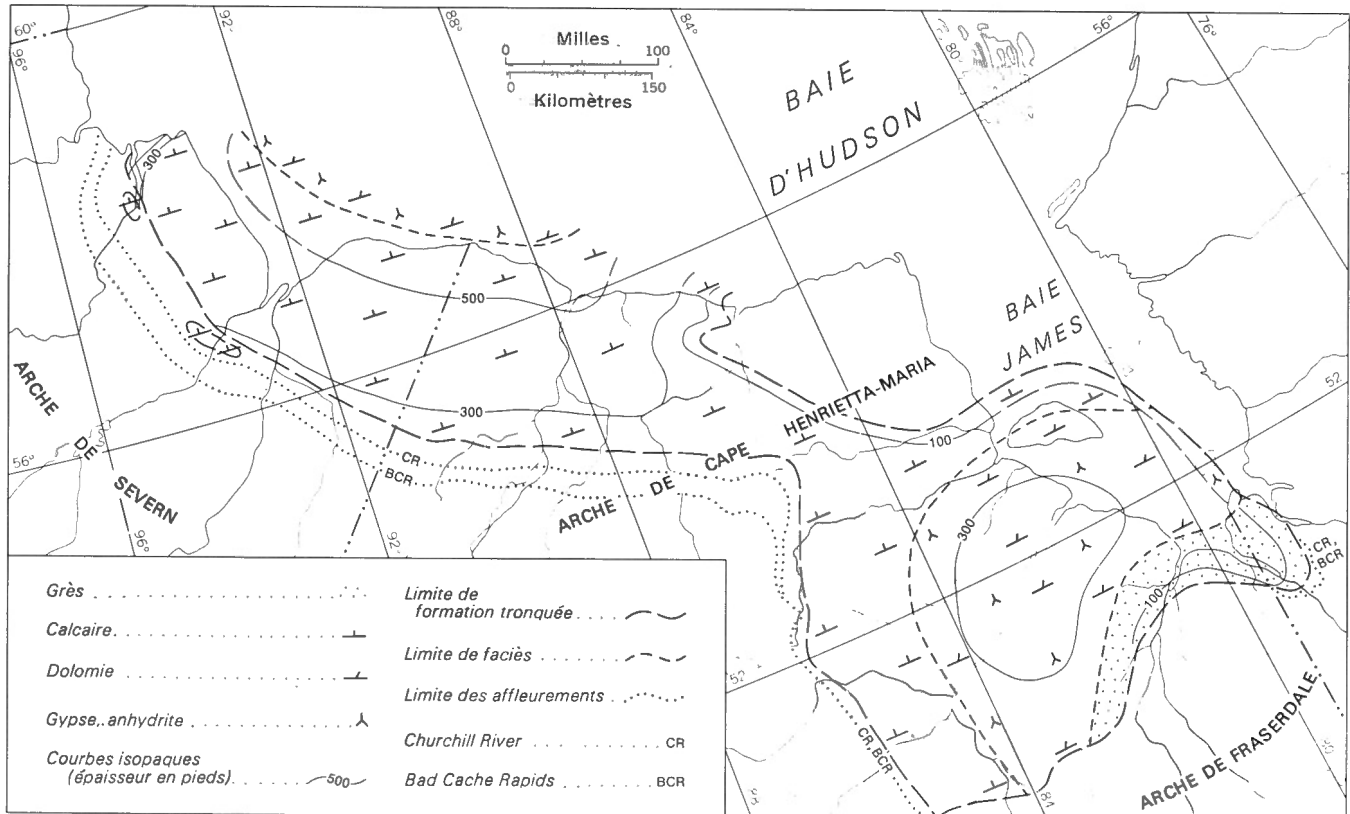 60°
96°
92°
88°
84°
80
56°
76°
Milles
0 100
0 150
Kilomètres
BAIE
D'HUDSON
BAIE
JAMES
300
500
300
ARCHE DE SEVERN
56°
96°
92°
CR
BCR
ARCHE DE CAPE HENRIETTA-MARIA
100
300
100
52
52
CR, BCR
CR, BCR
84
ARCHE DE FRASERDALE
Grès
Calcaire
Dolomie
Gypse, anhydrite
Courbes isopaques
(épaisseur en pieds) 500
Limite de
formation tronquée
Limite de faciès
Limite des affleurements
Churchill River CR
Bad Cache Rapids BCR